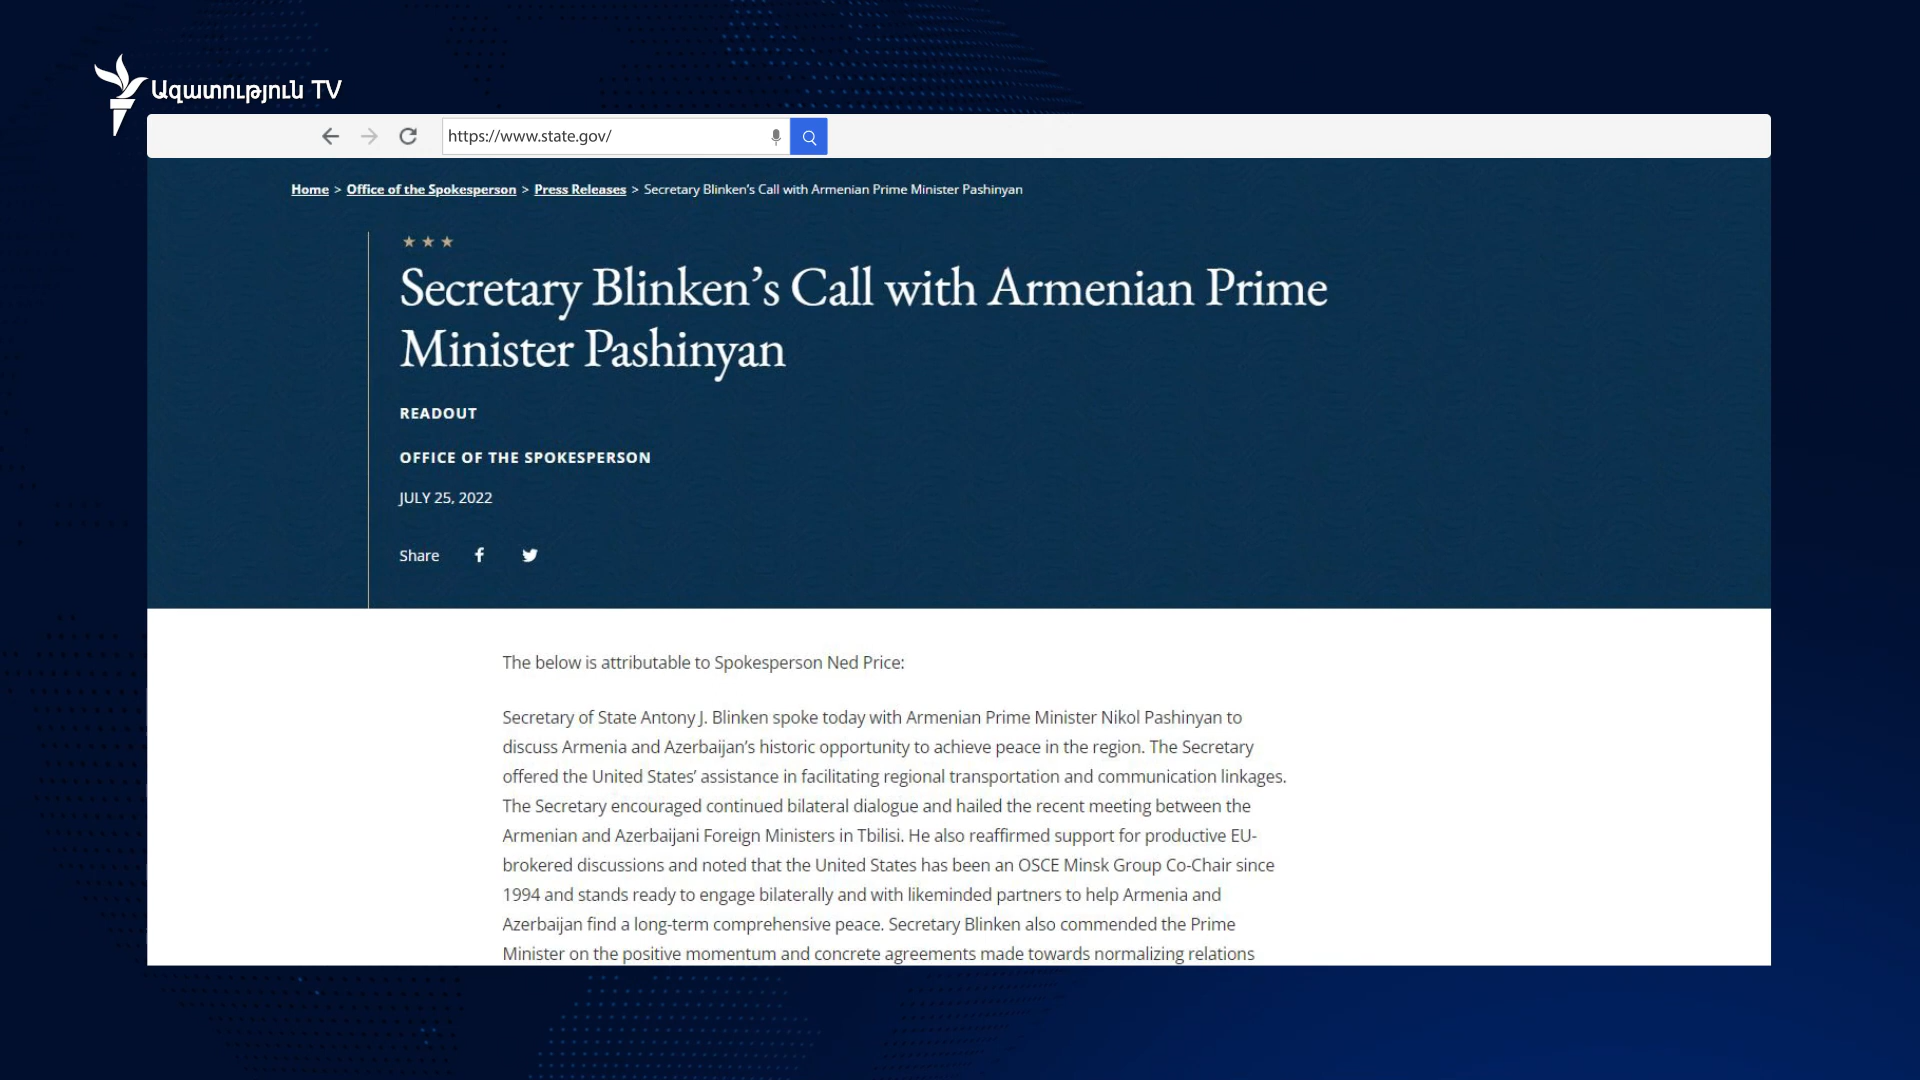 Ազատություն TV
https://www.state.gov/
Home > Office of the Spokesperson > Press Releases > Secretary Blinken’s Call with Armenian Prime Minister Pashinyan
Secretary Blinken’s Call with Armenian Prime
Minister Pashinyan
READOUT
OFFICE OF THE SPOKESPERSON
JULY 25, 2022
Share
The below is attributable to Spokesperson Ned Price:
Secretary of State Antony J. Blinken spoke today with Armenian Prime Minister Nikol Pashinyan to
discuss Armenia and Azerbaijan’s historic opportunity to achieve peace in the region. The Secretary
offered the United States’ assistance in facilitating regional transportation and communication linkages.
The Secretary encouraged continued bilateral dialogue and hailed the recent meeting between the
Armenian and Azerbaijani Foreign Ministers in Tbilisi. He also reaffirmed support for productive EU-
brokered discussions and noted that the United States has been an OSCE Minsk Group Co-Chair since
1994 and stands ready to engage bilaterally and with likeminded partners to help Armenia and
Azerbaijan find a long-term comprehensive peace. Secretary Blinken also commended the Prime
Minister on the positive momentum and concrete agreements made towards normalizing relations